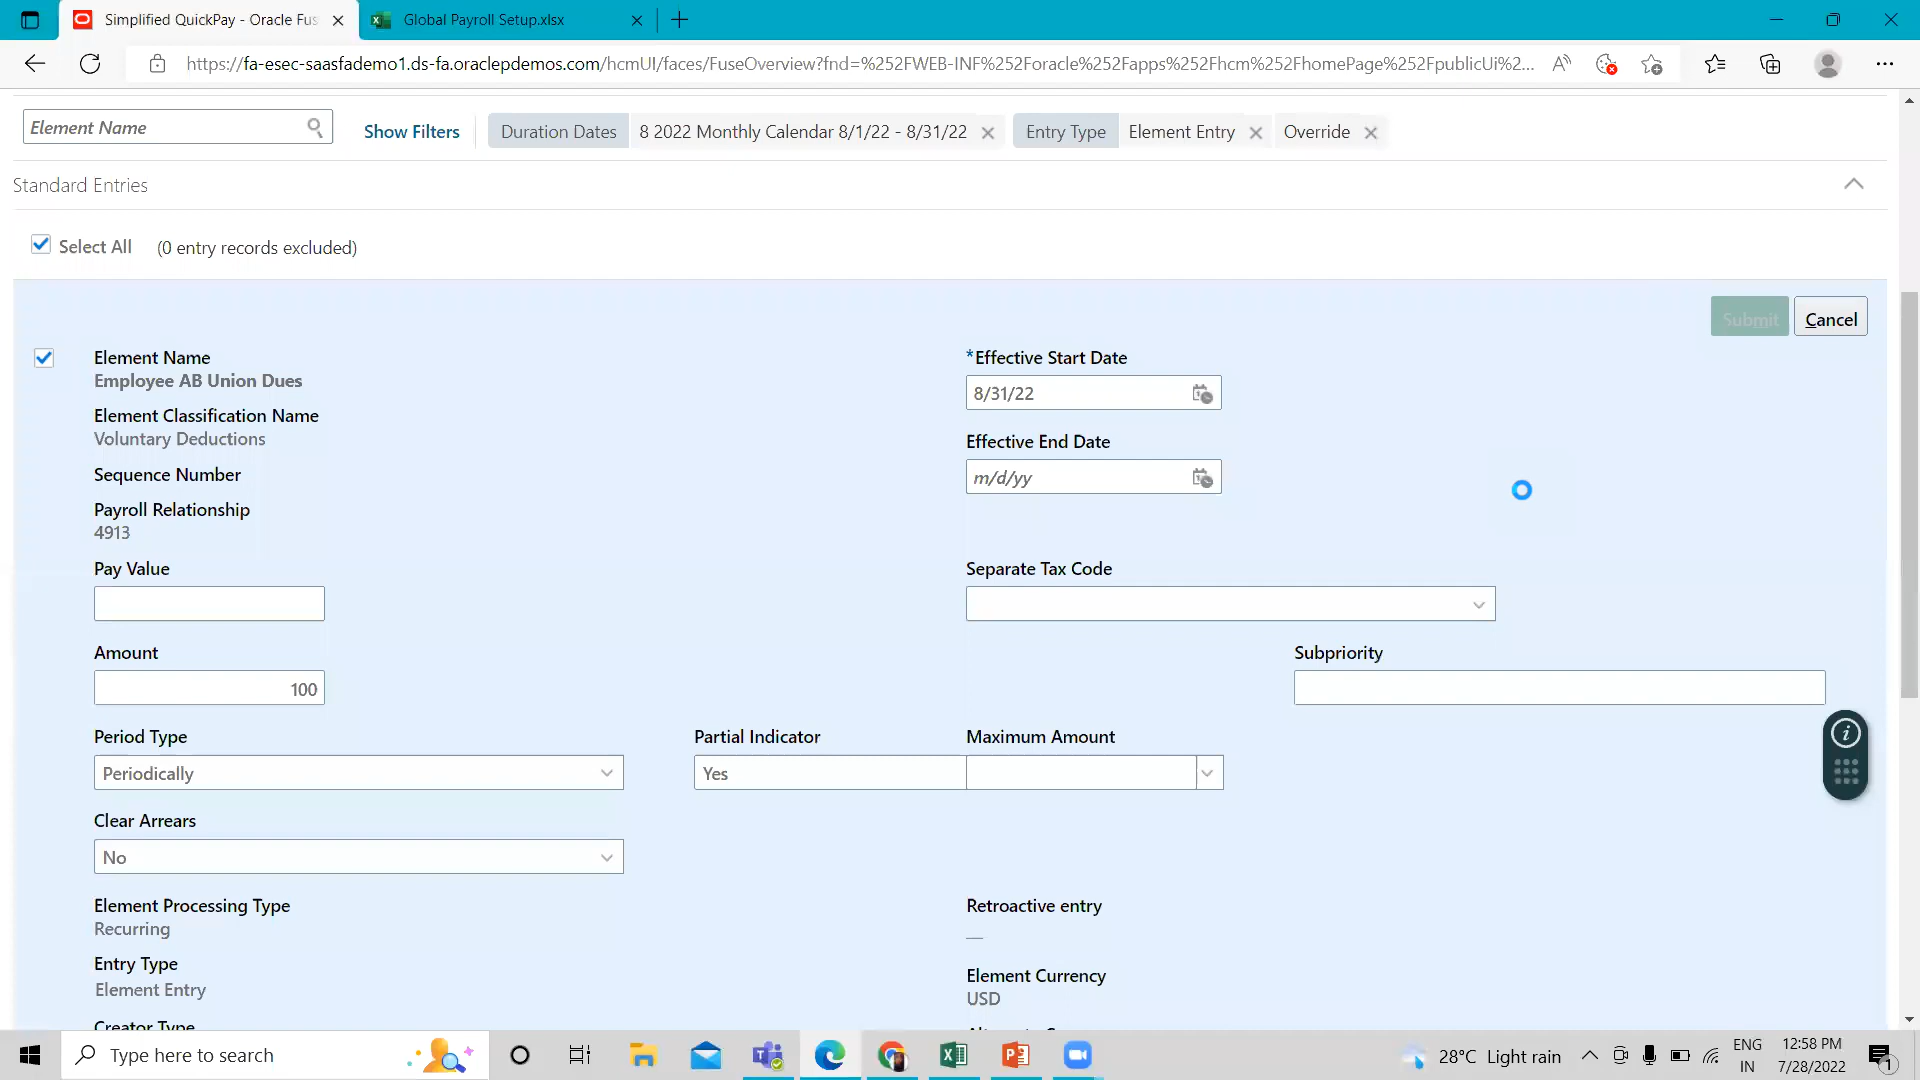 Simplified QuickPay - Oracle Fus
Global Payroll Setup.xlsx
https://fa-esec-saasfademo1.ds-fa.oraclepdemos.com/hcmUI/faces/FuseOverview?fnd=%252FWEB-INF%252Foracle%252Fapps%252Fhcm%252FhomePage%252FpublicUi%2...
Element Name
Show Filters
Duration Dates
8 2022 Monthly Calendar 8/1/22 - 8/31/22
Entry Type
Element Entry
Override
Standard Entries
Select All
(0 entry records excluded)
Submit
Cancel
Element Name
Employee AB Union Dues
*Effective Start Date
8/31/22
Element Classification Name
Voluntary Deductions
Effective End Date
m/d/yy
Sequence Number
Payroll Relationship
4913
Pay Value
Separate Tax Code
Amount
100
Subpriority
Period Type
Periodically
Partial Indicator
Yes
Maximum Amount
Clear Arrears
No
Element Processing Type
Recurring
Retroactive entry
—
Entry Type
Element Entry
Element Currency
USD
Creator Type
Type here to search
28°C Light rain
ENG
IN
12:58 PM
7/28/2022
1